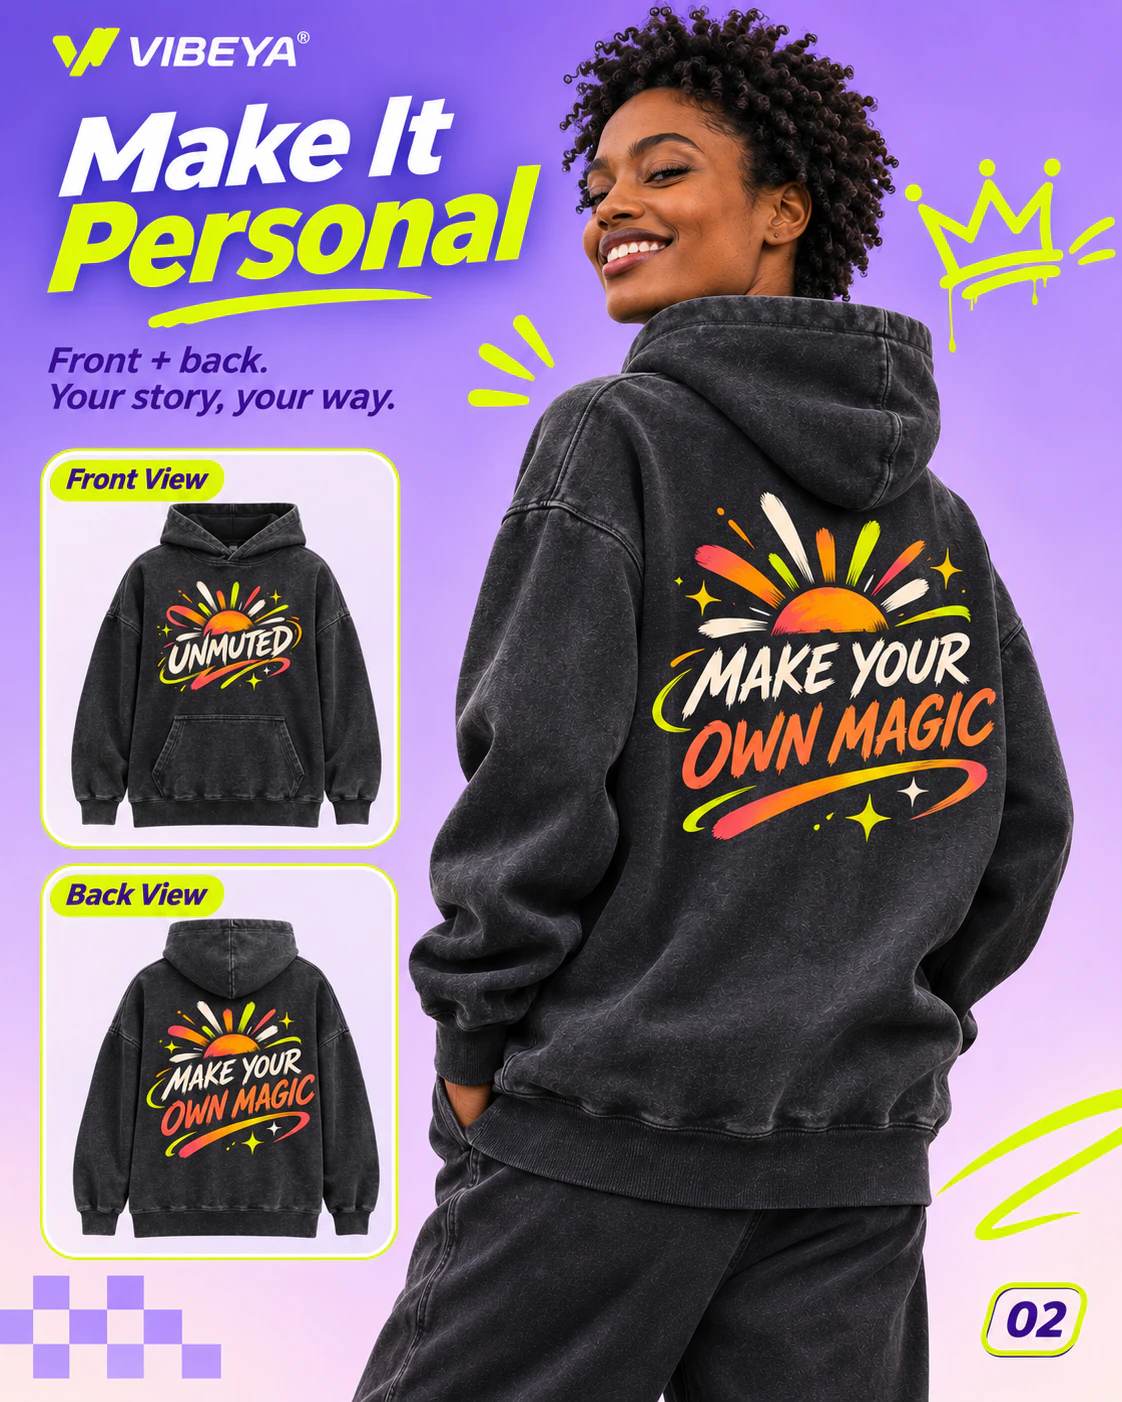 VIBEYA®
Make It
Personal
Front + back.
Your story, your way.
Front View
UNMUTED
Back View
MAKE YOUR
OWN MAGIC
MAKE YOUR
OWN MAGIC
02